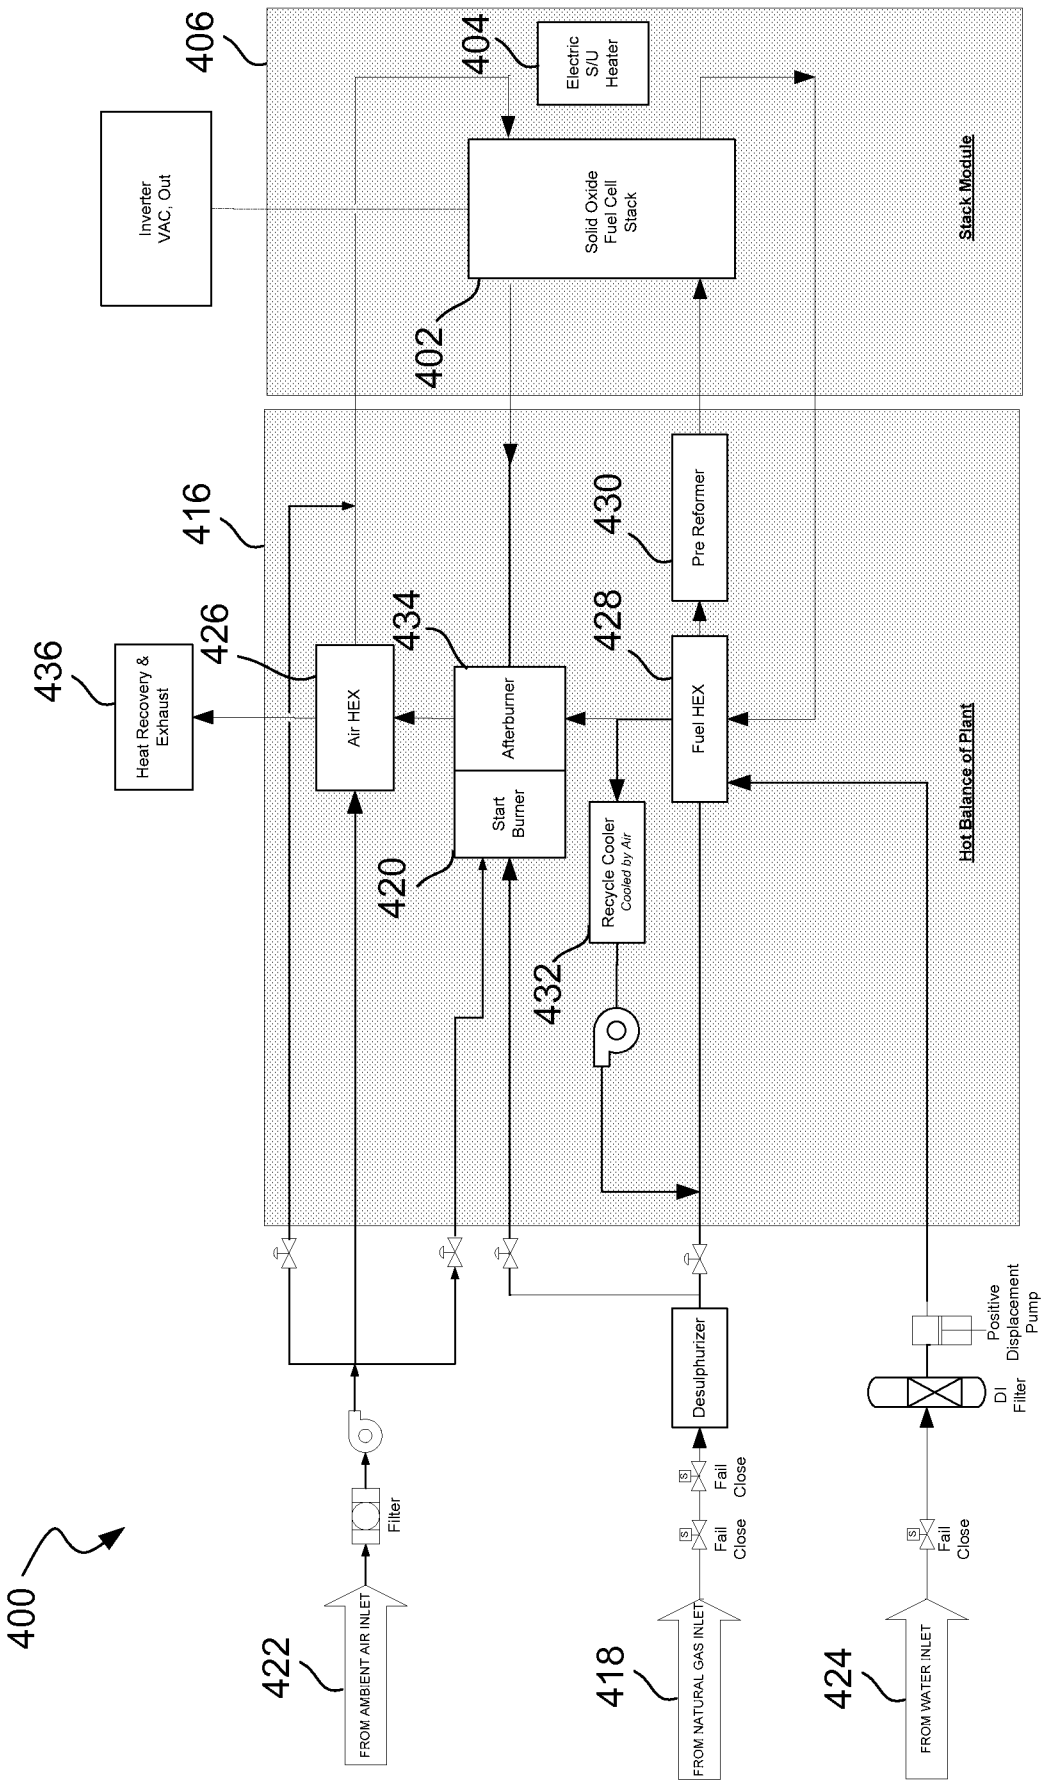 400
422
FROM AMBIENT AIR INLET
Filter
418
FROM NATURAL GAS INLET
S
Fail
Close
S
Fail
Close
Desulphurizer
424
FROM WATER INLET
S
Fail
Close
DI
Filter
Positive
Displacement
Pump
416
436
Heat Recovery &
Exhaust
426
Air HEX
420
Start
Burner
434
Afterburner
432
Recycle Cooler
Cooled by Air
428
Fuel HEX
430
Pre Reformer
Hot Balance of Plant
406
Inverter
VAC, Out
404
Electric
S/U
Heater
402
Solid Oxide
Fuel Cell
Stack
Stack Module